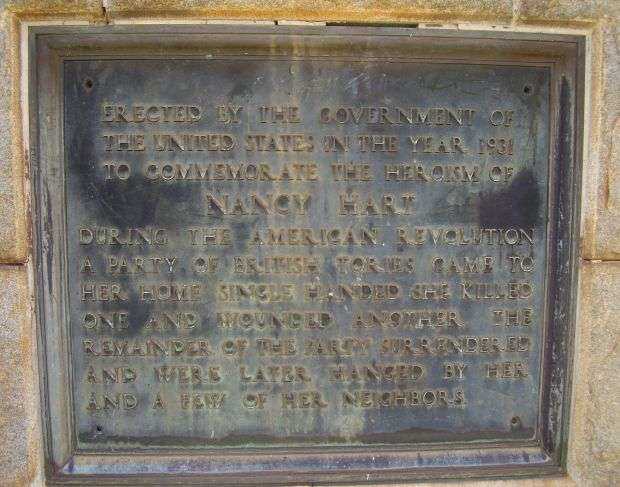 ERECTED BY THE GOVERNMENT OF
THE UNITED STATES IN THE YEAR 1931
TO COMMEMORATE THE HEROISM OF
NANCY HART
DURING THE AMERICAN REVOLUTION
A PARTY OF BRITISH TORIES CAME TO
HER HOME SINGLE HANDED SHE KILLED
ONE AND WOUNDED ANOTHER THE
REMAINDER OF THE PARTY SURRENDERED
AND WERE LATER HANGED BY HER
AND A FEW OF HER NEIGHBORS.